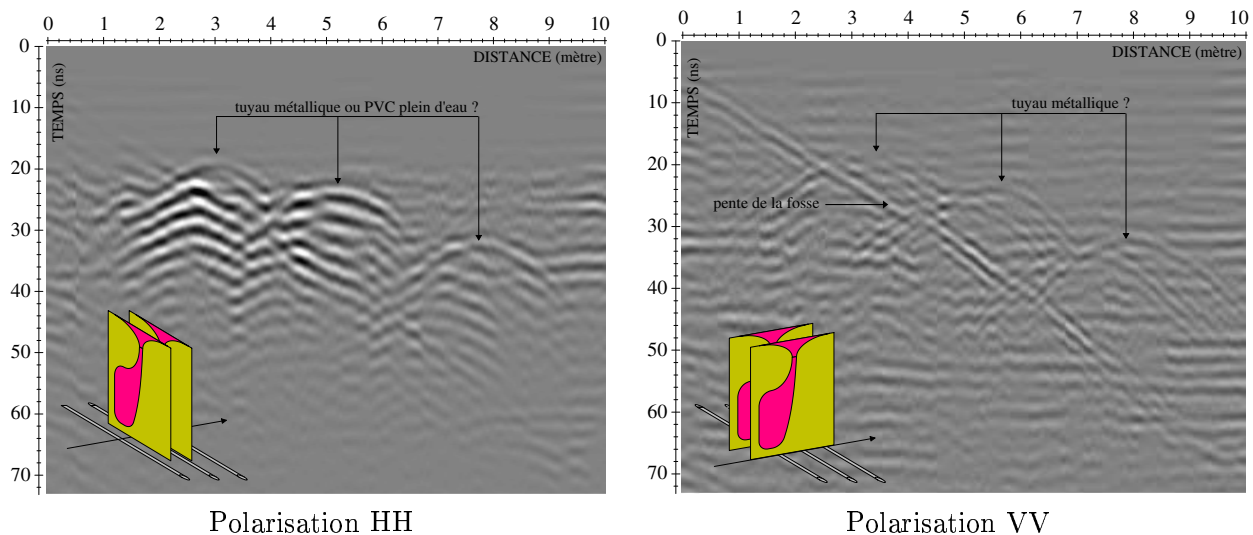 0 1 2 3 4 5 6 7 8 9 10
0
DISTANCE (mètre)
TEMPS (ns)
10
tuyau métallique ou PVC plein d'eau ?
20
30
40
50
60
70
Polarisation HH
0 1 2 3 4 5 6 7 8 9 10
0
DISTANCE (mètre)
TEMPS (ns)
10
tuyau métallique ?
20
pente de la fosse
30
40
50
60
70
Polarisation VV